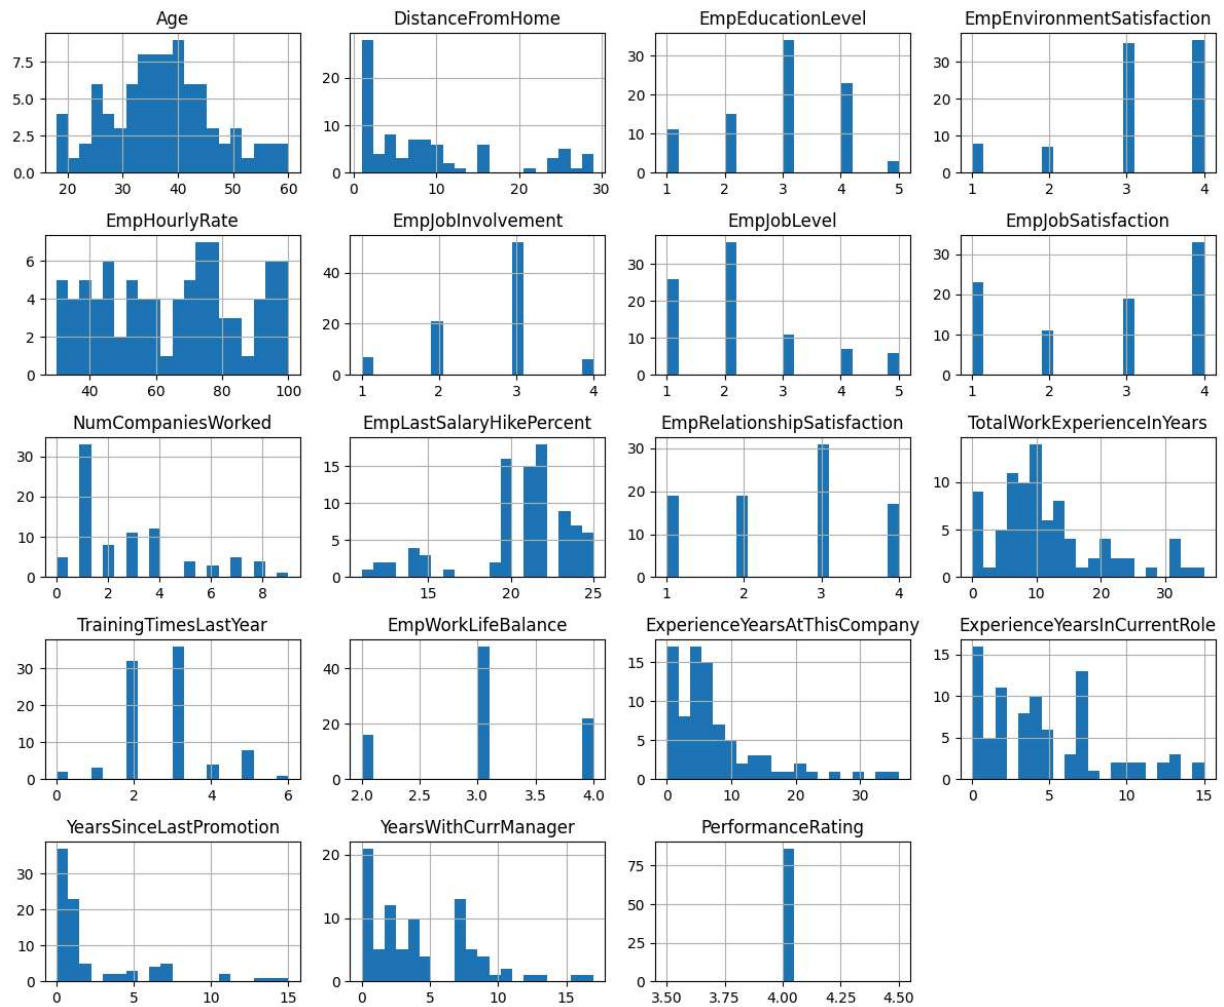 Age
DistanceFromHome
EmpEducationLevel
EmpEnvironmentSatisfaction
7.5
5.0
2.5
0.0
20 30 40 50 60
20
10
0
0 10 20 30
30
20
10
0
1 2 3 4 5
30
20
10
0
1 2 3 4
EmpHourlyRate
EmpJobInvolvement
EmpJobLevel
EmpJobSatisfaction
6
4
2
0
40 60 80 100
40
20
0
1 2 3 4
30
20
10
0
1 2 3 4 5
30
20
10
0
1 2 3 4
NumCompaniesWorked
EmpLastSalaryHikePercent
EmpRelationshipSatisfaction
TotalWorkExperienceInYears
30
20
10
0
0 2 4 6 8
15
10
5
0
15 20 25
30
20
10
0
1 2 3 4
10
5
0
0 10 20 30
TrainingTimesLastYear
EmpWorkLifeBalance
ExperienceYearsAtThisCompany
ExperienceYearsInCurrentRole
30
20
10
0
0 2 4 6
40
20
0
2.0 2.5 3.0 3.5 4.0
15
10
5
0
0 10 20 30
15
10
5
0
0 5 10 15
YearsSinceLastPromotion
YearsWithCurrManager
PerformanceRating
30
20
10
0
0 5 10 15
20
10
0
0 5 10 15
75
50
25
0
3.50 3.75 4.00 4.25 4.50